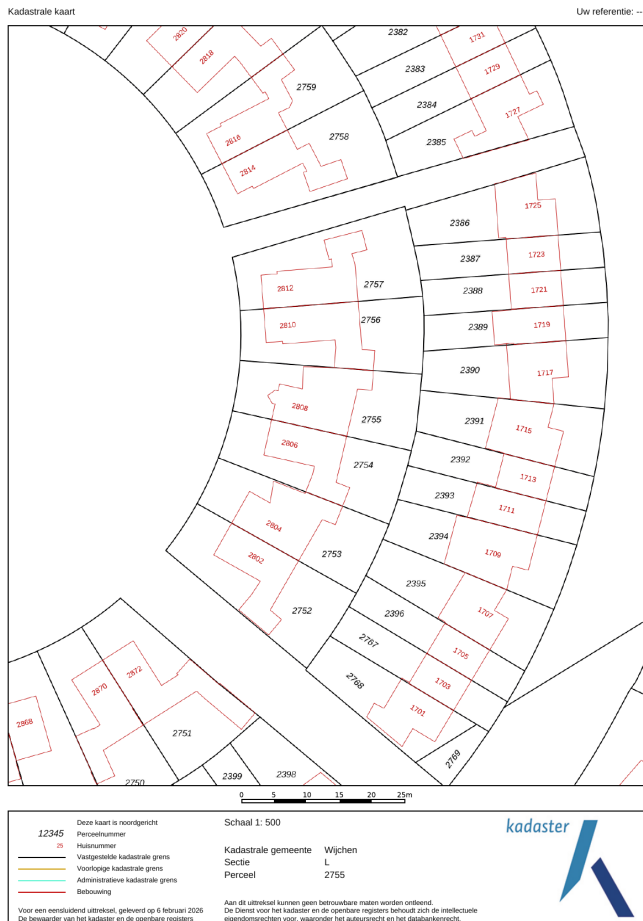 Kadastrale kaart
Uw referentie: --
2820
2818
2382
1731
2383
1729
2759
2384
1727
2816
2758
2385
2814
1725
2386
1723
2387
2812
2757
2388
1721
2810
2756
2389
1719
2390
1717
2808
2755
2391
1715
2806
2754
2392
1713
2393
1711
2804
2394
1709
2802
2753
2395
2752
2396
1707
2767
1705
2872
2768
1703
2870
1701
2868
2751
2769
2750
2399
2398
0 5 10 15 20 25m
Deze kaart is noordgericht
12345 Perceelnummer
25 Huisnummer
Vastgestelde kadastrale grens
Voorlopige kadastrale grens
Administratieve kadastrale grens
Bebouwing
Schaal 1: 500
Kadastrale gemeente Wijchen
Sectie L
Perceel 2755
kadaster
Voor een eensluidend uittreksel, geleverd op 6 februari 2026
De bewaarder van het kadaster en de openbare registers
Aan dit uittreksel kunnen geen betrouwbare maten worden ontleend.
De Dienst voor het kadaster en de openbare registers behoudt zich de intellectuele
eigendomsrechten voor, waaronder het auteursrecht en het databankenrecht.